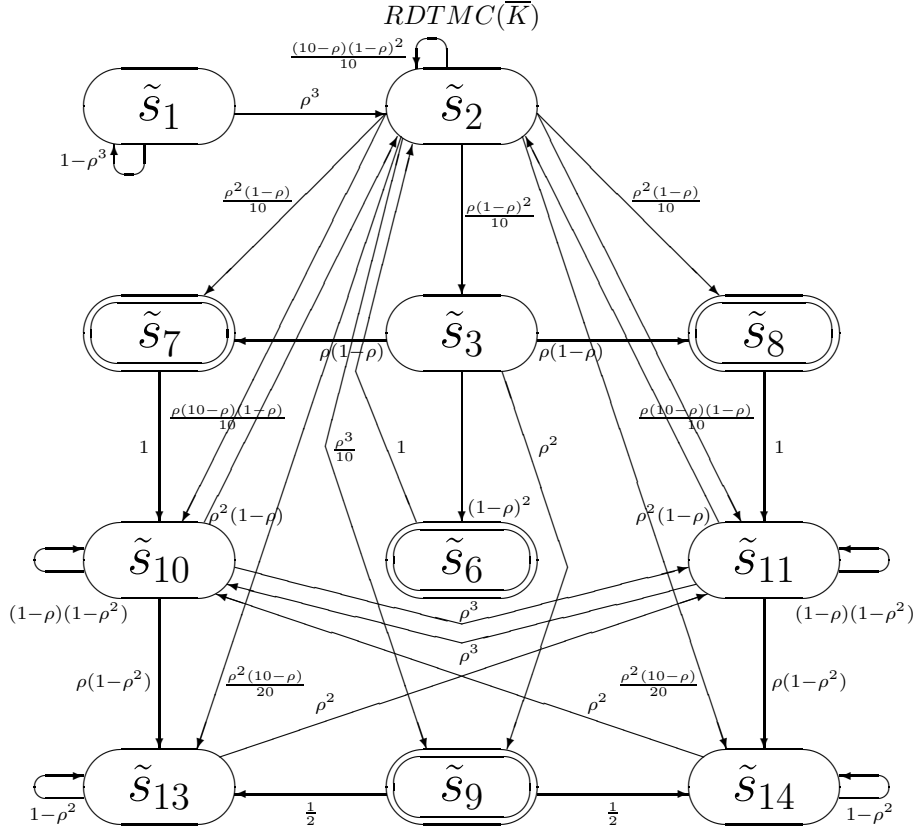 RDTMC(K̅)
(10−ρ)(1−ρ)²/10
s̃₁
ρ³
s̃₂
1−ρ³
ρ²(1−ρ)/10
ρ(1−ρ)²/10
ρ²(1−ρ)/10
s̃₇
ρ(1−ρ)
s̃₃
ρ(1−ρ)
s̃₈
ρ(10−ρ)(1−ρ)/10
ρ(10−ρ)(1−ρ)/10
1
ρ³/10
1
ρ²
1
ρ²(1−ρ)
(1−ρ)²
ρ²(1−ρ)
s̃₁₀
s̃₆
s̃₁₁
(1−ρ)(1−ρ²)
ρ³
(1−ρ)(1−ρ²)
ρ³
ρ(1−ρ²)
ρ²(10−ρ)/20
ρ²
ρ²
ρ²(10−ρ)/20
ρ(1−ρ²)
s̃₁₃
s̃₉
s̃₁₄
1−ρ²
1/2
1/2
1−ρ²